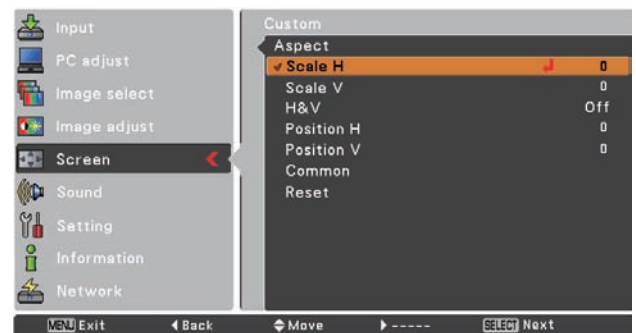 Input
PC adjust
Image select
Image adjust
Screen
Sound
Setting
Information
Network
Custom
Aspect
✔ Scale H 0
Scale V 0
H&V Off
Position H 0
Position V 0
Common
Reset
MENU Exit ◀ Back Move ▶ ----- SELECT Next